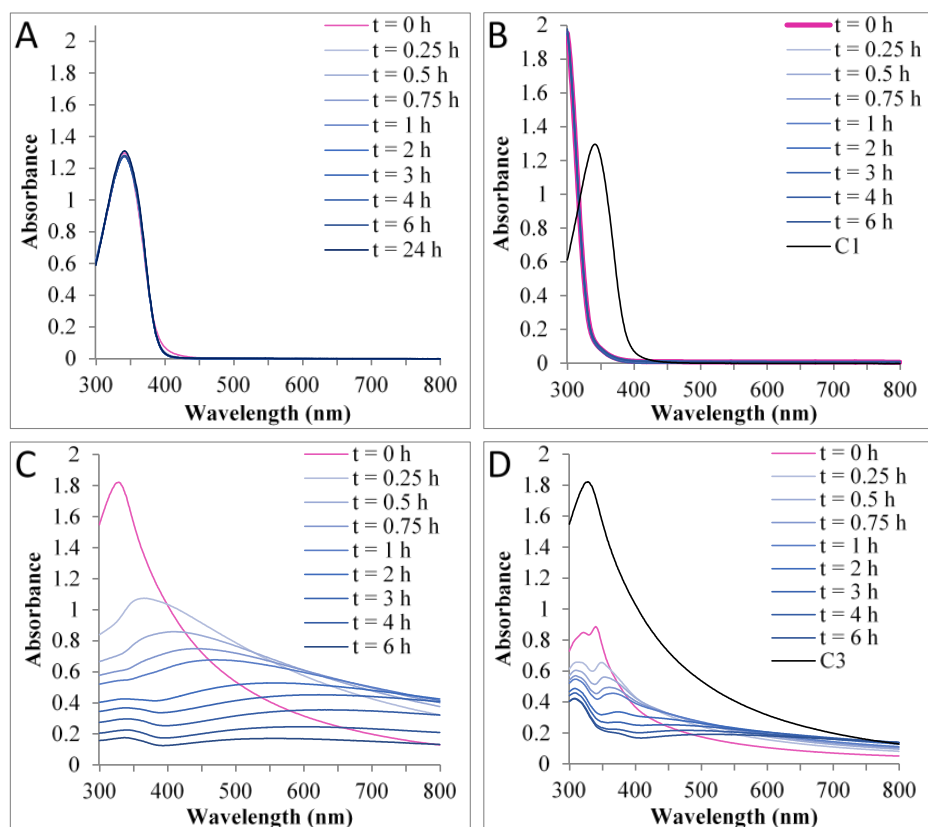 A
2
1.8
1.6
1.4
1.2
1
0.8
0.6
0.4
0.2
0
Absorbance
300 400 500 600 700 800
Wavelength (nm)
t = 0 h
t = 0.25 h
t = 0.5 h
t = 0.75 h
t = 1 h
t = 2 h
t = 3 h
t = 4 h
t = 6 h
t = 24 h
B
2
1.8
1.6
1.4
1.2
1
0.8
0.6
0.4
0.2
0
Absorbance
300 400 500 600 700 800
Wavelength (nm)
t = 0 h
t = 0.25 h
t = 0.5 h
t = 0.75 h
t = 1 h
t = 2 h
t = 3 h
t = 4 h
t = 6 h
C1
C
2
1.8
1.6
1.4
1.2
1
0.8
0.6
0.4
0.2
0
Absorbance
300 400 500 600 700 800
Wavelength (nm)
t = 0 h
t = 0.25 h
t = 0.5 h
t = 0.75 h
t = 1 h
t = 2 h
t = 3 h
t = 4 h
t = 6 h
D
2
1.8
1.6
1.4
1.2
1
0.8
0.6
0.4
0.2
0
Absorbance
300 400 500 600 700 800
Wavelength (nm)
t = 0 h
t = 0.25 h
t = 0.5 h
t = 0.75 h
t = 1 h
t = 2 h
t = 3 h
t = 4 h
t = 6 h
C3